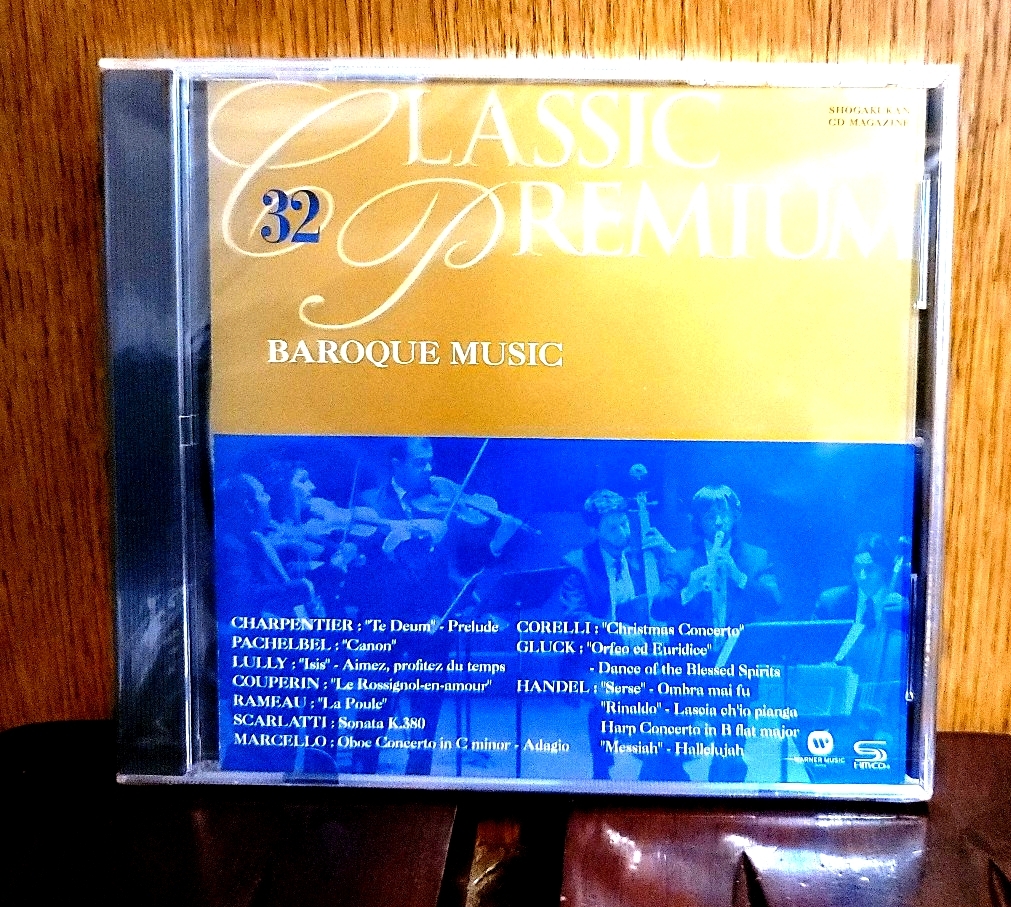 CLASSIC
PREMIUM
SHOGAKUKAN
CD MAGAZINE
32
BAROQUE MUSIC
CHARPENTIER : "Te Deum" - Prelude
PACHELBEL : "Canon"
LULLY : "Isis" - Aimez, profitez du temps
COUPERIN : "Le Rossignol-en-amour"
RAMEAU : "La Poule"
SCARLATTI : Sonata K.380
MARCELLO : Oboe Concerto in C minor - Adagio
CORELLI : "Christmas Concerto"
GLUCK : "Orfeo ed Euridice"
- Dance of the Blessed Spirits
HANDEL : "Serse" - Ombra mai fu
"Rinaldo" - Lascia ch'io pianga
Harp Concerto in B flat major
"Messiah" - Hallelujah
WARNER MUSIC